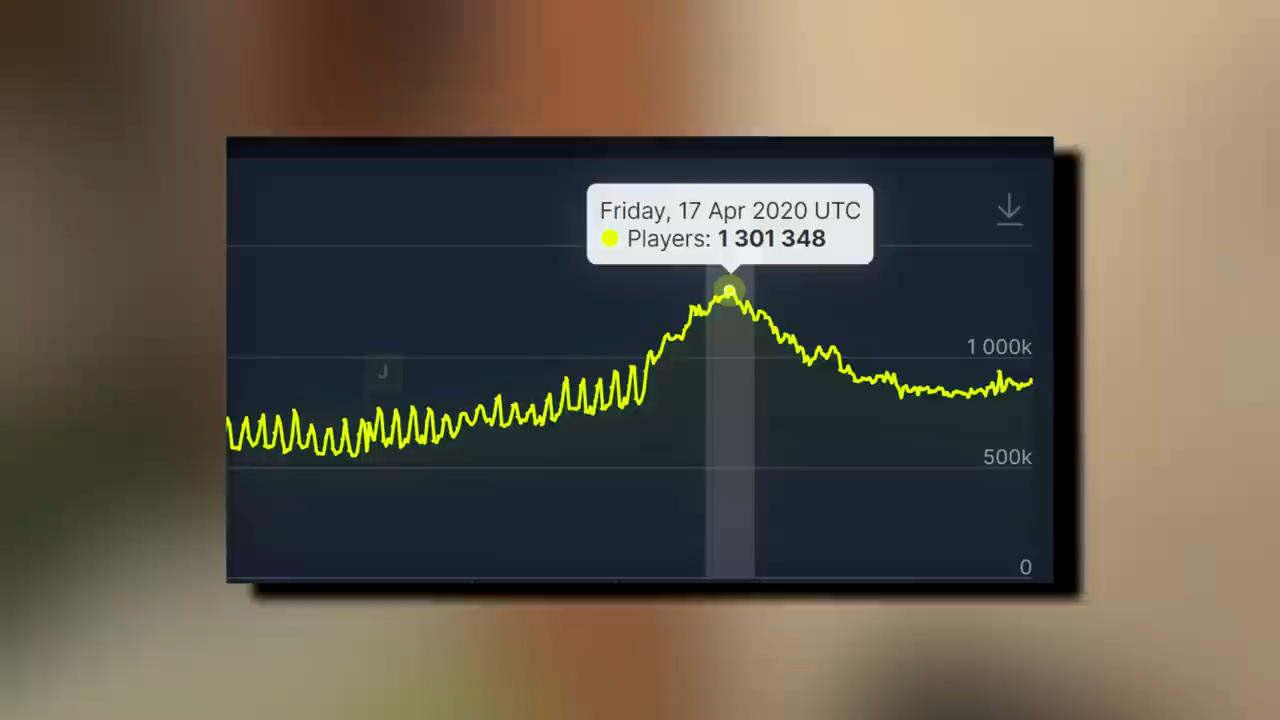 Friday, 17 Apr 2020 UTC
Players: 1 301 348
J
1 000k
500k
0